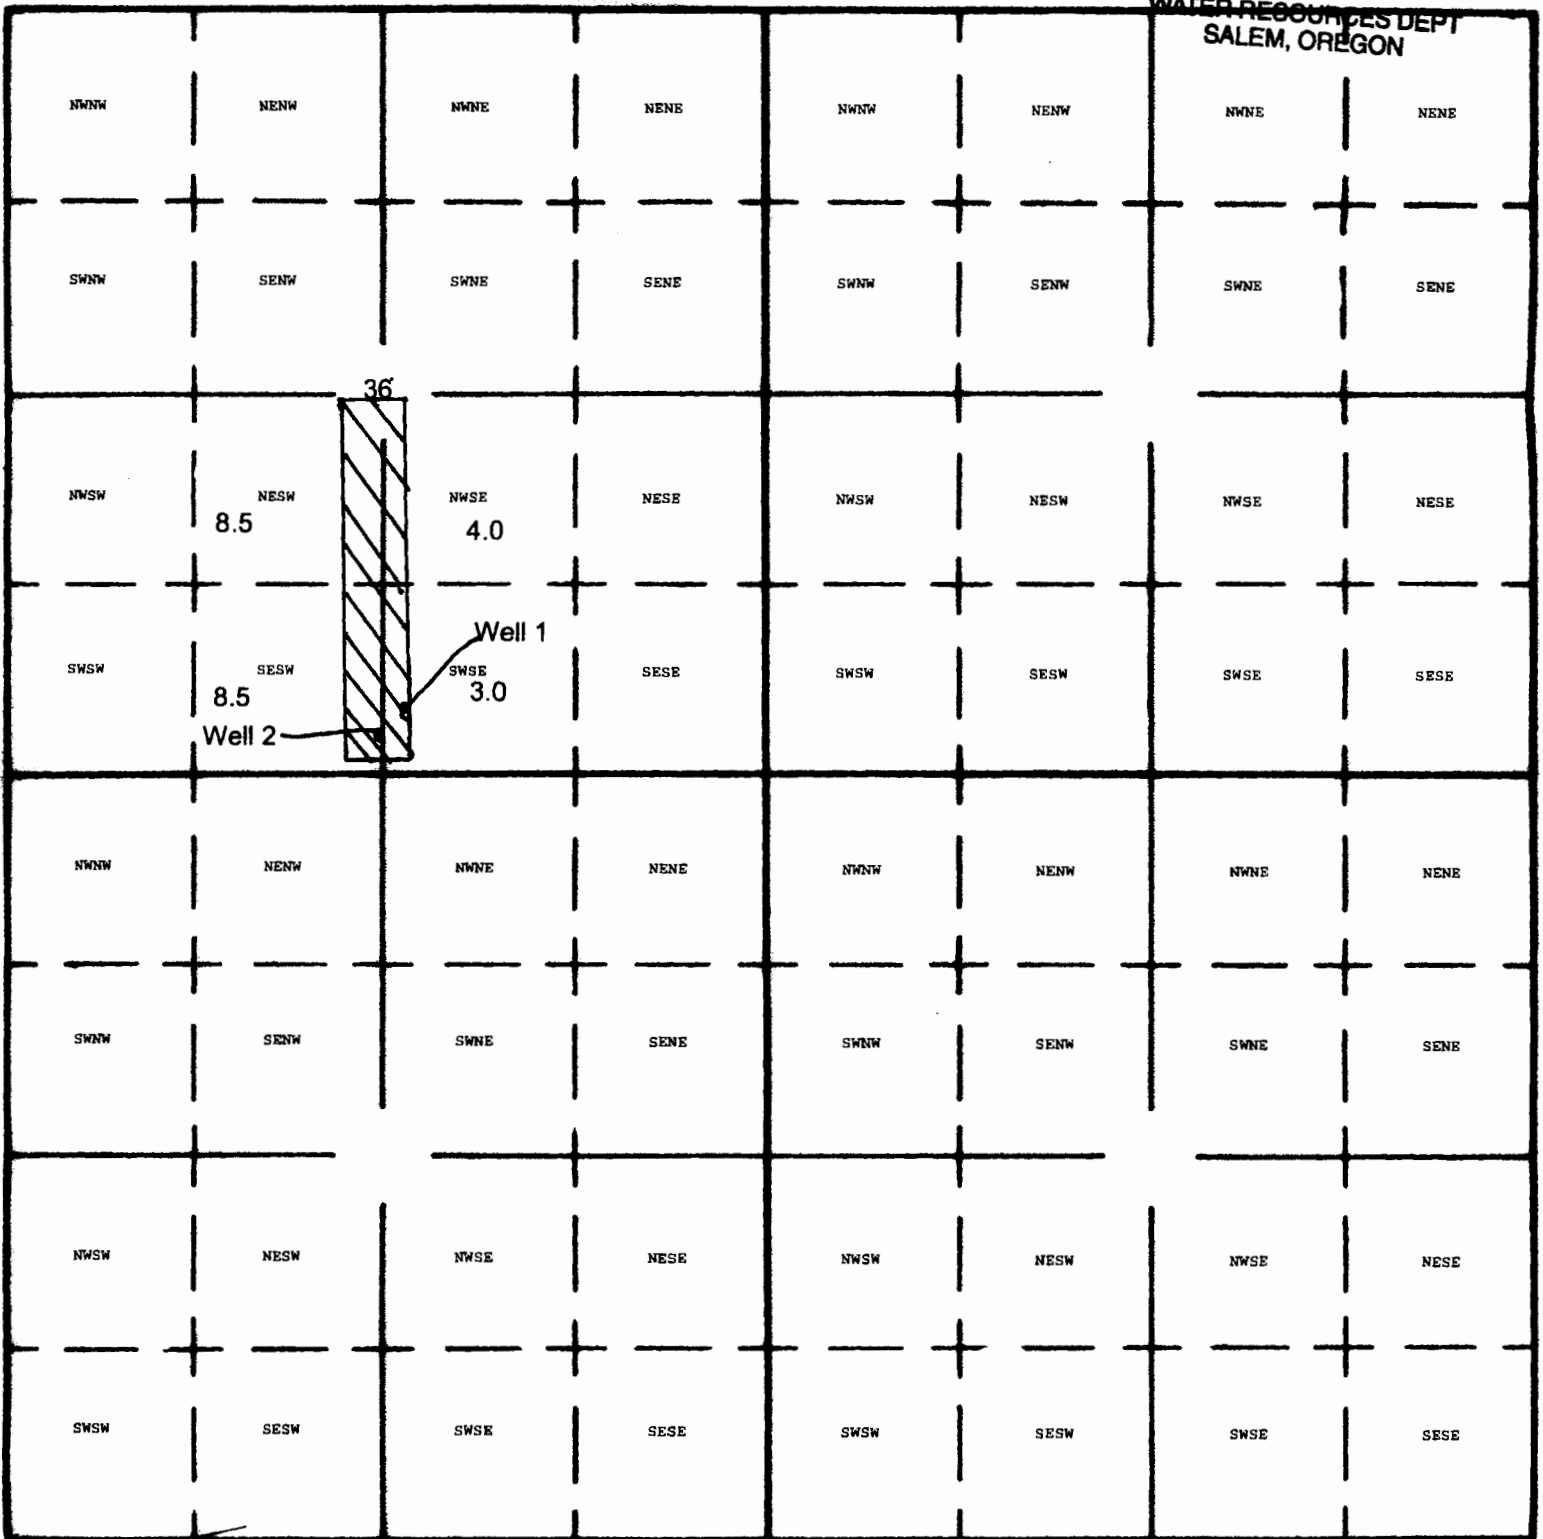 WATER RESOURCES DEPT
SALEM, OREGON
NWNW NENW NWNE NENE NWNW NENW NWNE NENE
SWNW SENW SWNE SENE SWNW SENW SWNE SENE
36
NWSW NESW NWSE NESE NWSW NESW NWSE NESE
8.5 4.0
Well 1
SWSW SESW SWSE SESE SWSW SESW SWSE SESE
8.5 3.0
Well 2
NWNW NENW NWNE NENE NWNW NENW NWNE NENE
SWNW SENW SWNE SENE SWNW SENW SWNE SENE
NWSW NESW NWSE NESE NWSW NESW NWSE NESE
SWSW SESW SWSE SESE SWSW SESW SWSE SESE